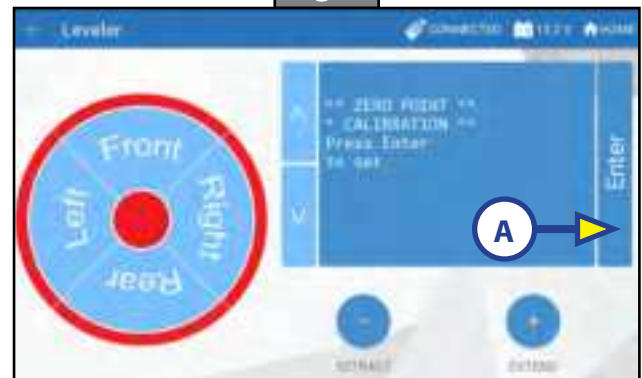 Leveler
CONNECTED
HOME
** ZERO POINT **
* CALIBRATION **
Press Enter
to set
Enter
Front
Left
Right
Rear
A
RETRACT
EXTEND